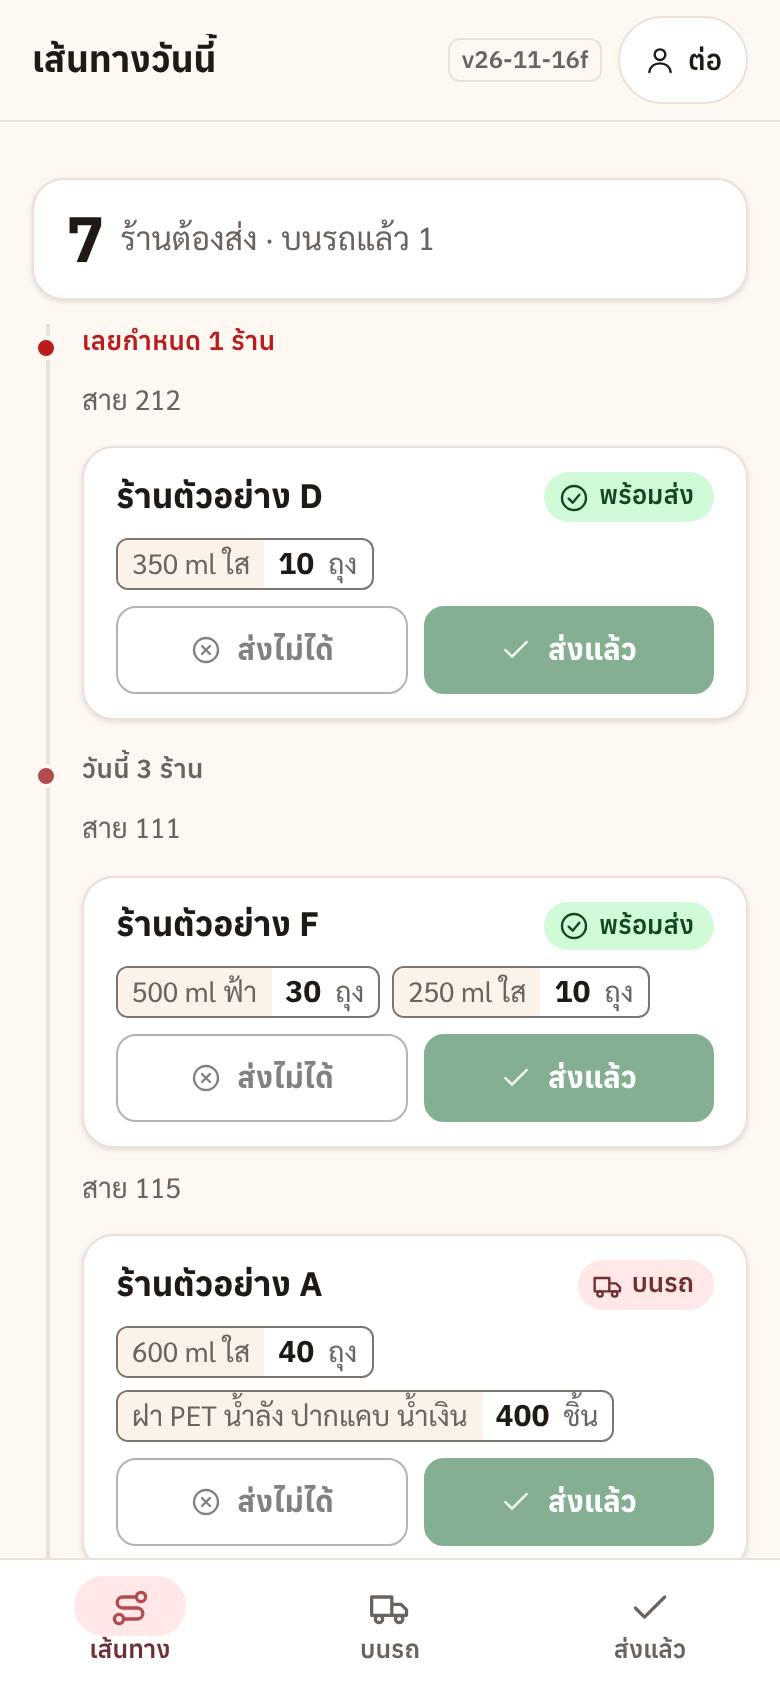 เส้นทางวันนี้
v26-11-16f
ต่อ
7 ร้านต้องส่ง · บนรถแล้ว 1
เลยกำหนด 1 ร้าน
สาย 212
ร้านตัวอย่าง D
พร้อมส่ง
350 ml ใส 10 ถุง
ส่งไม่ได้
ส่งแล้ว
วันนี้ 3 ร้าน
สาย 111
ร้านตัวอย่าง F
พร้อมส่ง
500 ml ฟ้า 30 ถุง
250 ml ใส 10 ถุง
ส่งไม่ได้
ส่งแล้ว
สาย 115
ร้านตัวอย่าง A
บนรถ
600 ml ใส 40 ถุง
ฝา PET น้ำลัง ปากแคบ น้ำเงิน 400 ชิ้น
ส่งไม่ได้
ส่งแล้ว
เส้นทาง
บนรถ
ส่งแล้ว